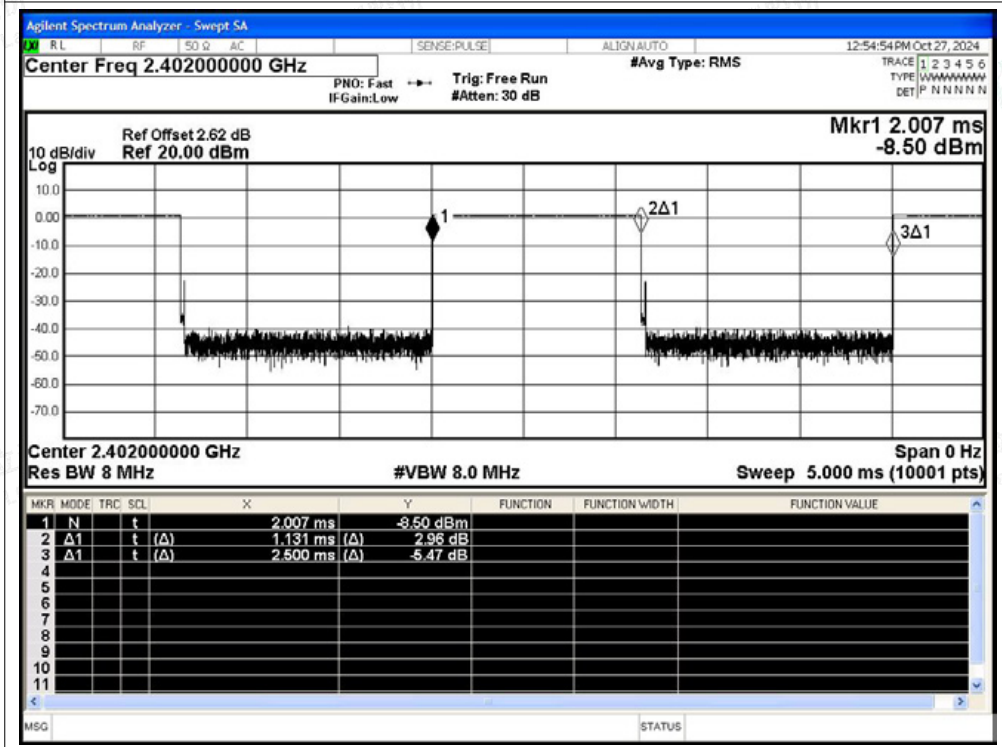 Agilent Spectrum Analyzer - Swept SA
RL RF 50 Ω AC SENSE:PULSE ALIGN AUTO 12:54:54 PM Oct 27, 2024
Center Freq 2.402000000 GHz #Avg Type: RMS TRACE 1 2 3 4 5 6
PNO: Fast Trig: Free Run TYPE WWWWWW
IFGain:Low #Atten: 30 dB DET P N N N N N
Mkr1 2.007 ms
Ref Offset 2.62 dB
10 dB/div Ref 20.00 dBm -8.50 dBm
Log
10.0
0.00
-10.0
-20.0
-30.0
-40.0
-50.0
-60.0
-70.0
1
2Δ1
3Δ1
Center 2.402000000 GHz Span 0 Hz
Res BW 8 MHz #VBW 8.0 MHz Sweep 5.000 ms (10001 pts)
MKR MODE TRC SCL X Y FUNCTION FUNCTION WIDTH FUNCTION VALUE
1 N t 2.007 ms -8.50 dBm
2 Δ1 t (Δ) 1.131 ms (Δ) 2.96 dB
3 Δ1 t (Δ) 2.500 ms (Δ) -5.47 dB
4
5
6
7
8
9
10
11
MSG STATUS